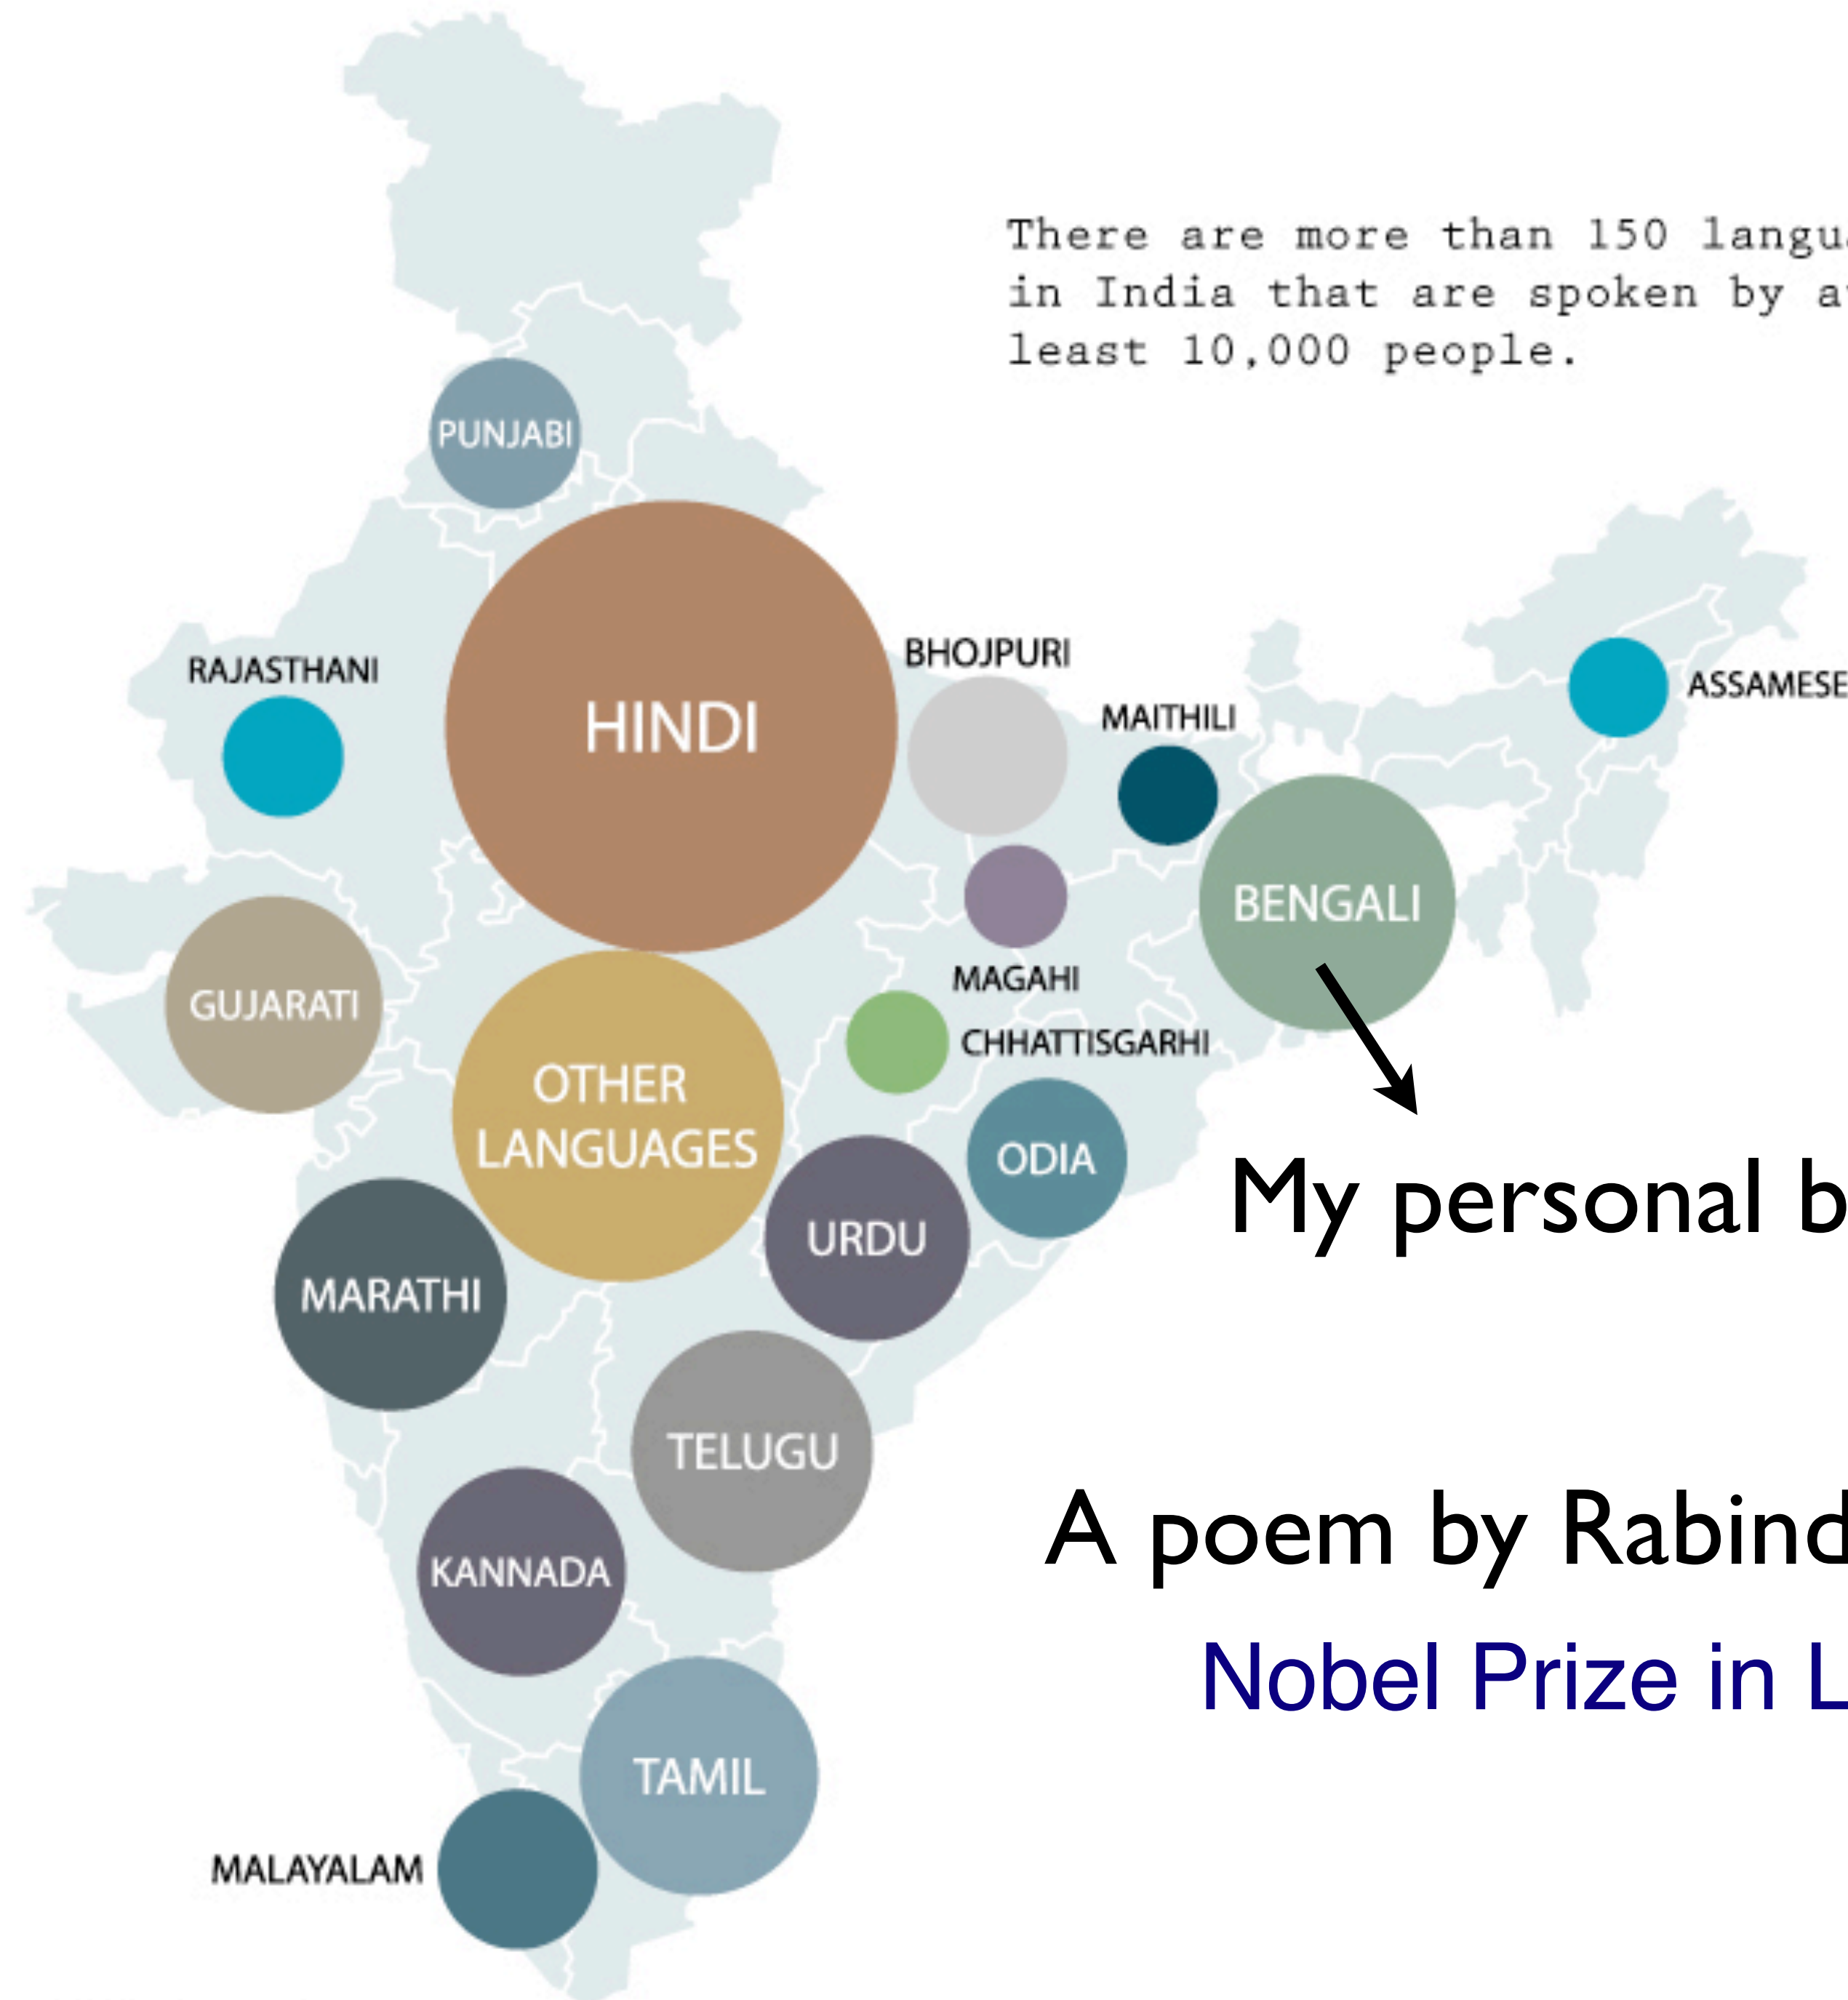 There are more than 150 langu
in India that are spoken by a
least 10,000 people.
PUNJABI
HINDI
RAJASTHANI
BHOJPURI
MAITHILI
ASSAMESE
BENGALI
GUJARATI
MAGAHI
CHHATTISGARHI
OTHER
LANGUAGES
ODIA
URDU
My personal b
MARATHI
TELUGU
A poem by Rabind
KANNADA
Nobel Prize in L
TAMIL
MALAYALAM